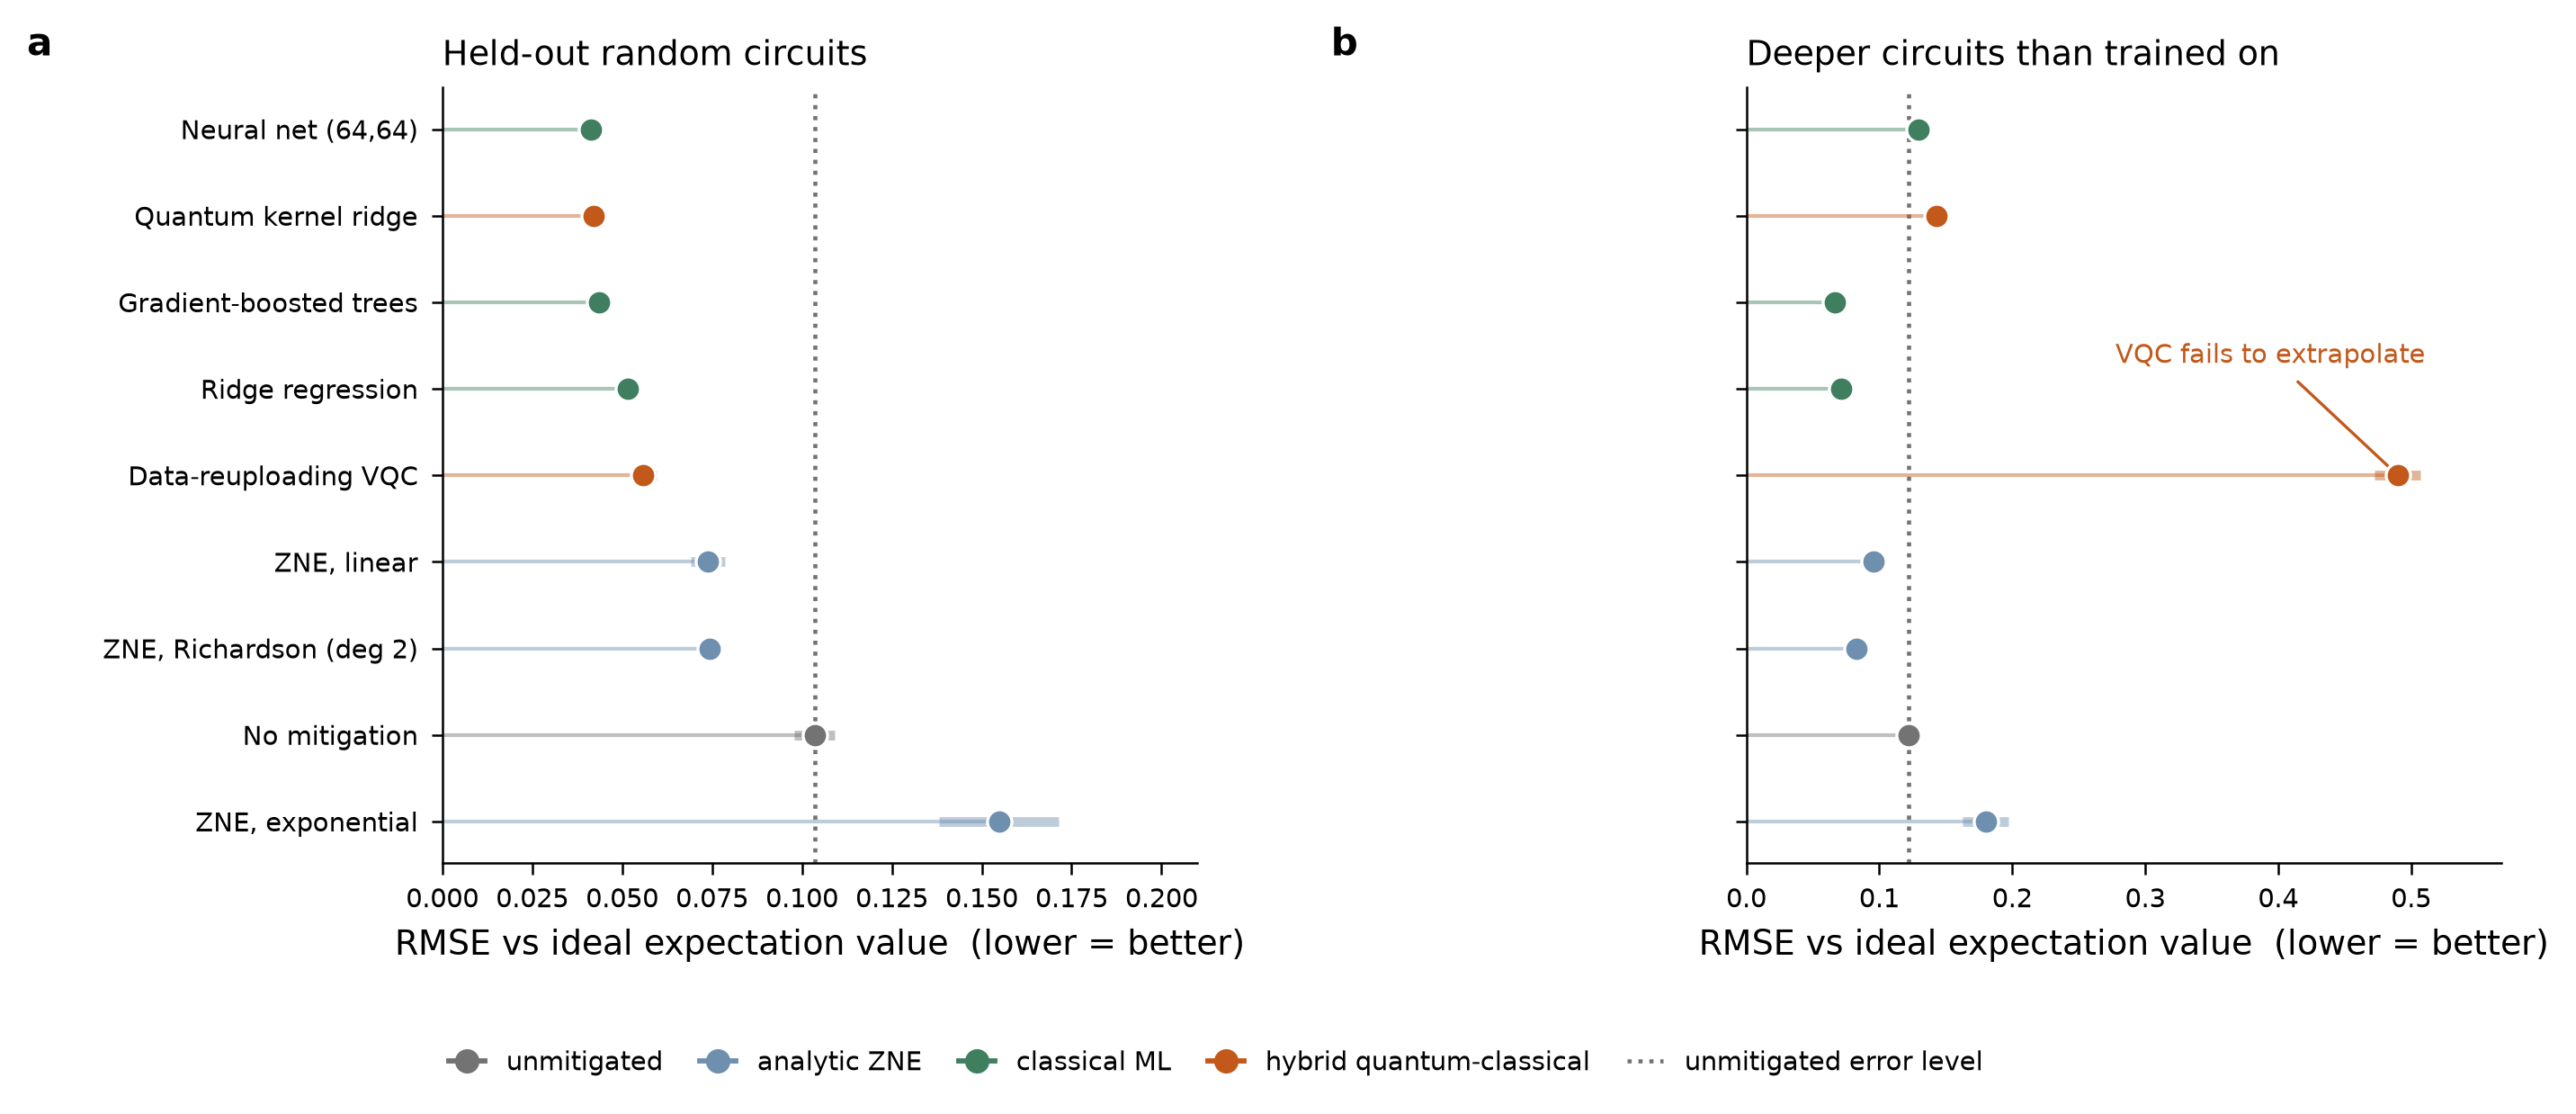 a
Held-out random circuits
Neural net (64,64)
Quantum kernel ridge
Gradient-boosted trees
Ridge regression
Data-reuploading VQC
ZNE, linear
ZNE, Richardson (deg 2)
No mitigation
ZNE, exponential
0.000 0.025 0.050 0.075 0.100 0.125 0.150 0.175 0.200
RMSE vs ideal expectation value (lower = better)
b
Deeper circuits than trained on
VQC fails to extrapolate
0.0 0.1 0.2 0.3 0.4 0.5
RMSE vs ideal expectation value (lower = better)
unmitigated analytic ZNE classical ML hybrid quantum-classical unmitigated error level